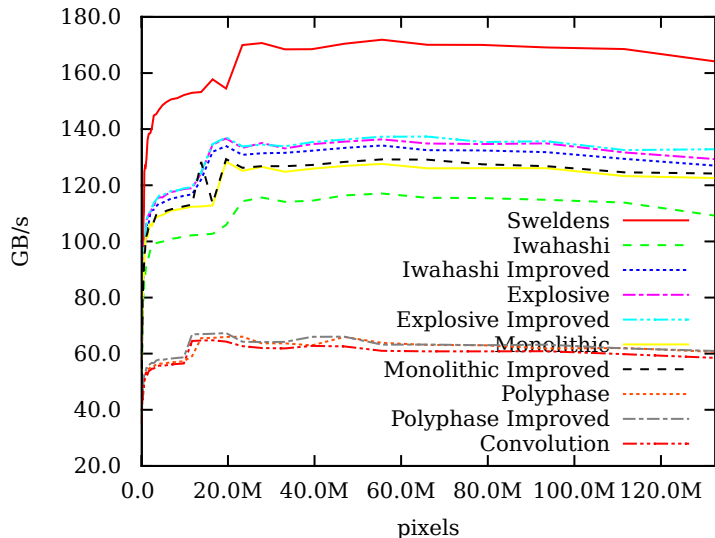 180.0
160.0
140.0
120.0
100.0
80.0
60.0
40.0
20.0
GB/s
Sweldens
Iwahashi
Iwahashi Improved
Explosive
Explosive Improved
Monolithic
Monolithic Improved
Polyphase
Polyphase Improved
Convolution
0.0 20.0M 40.0M 60.0M 80.0M 100.0M 120.0M
pixels